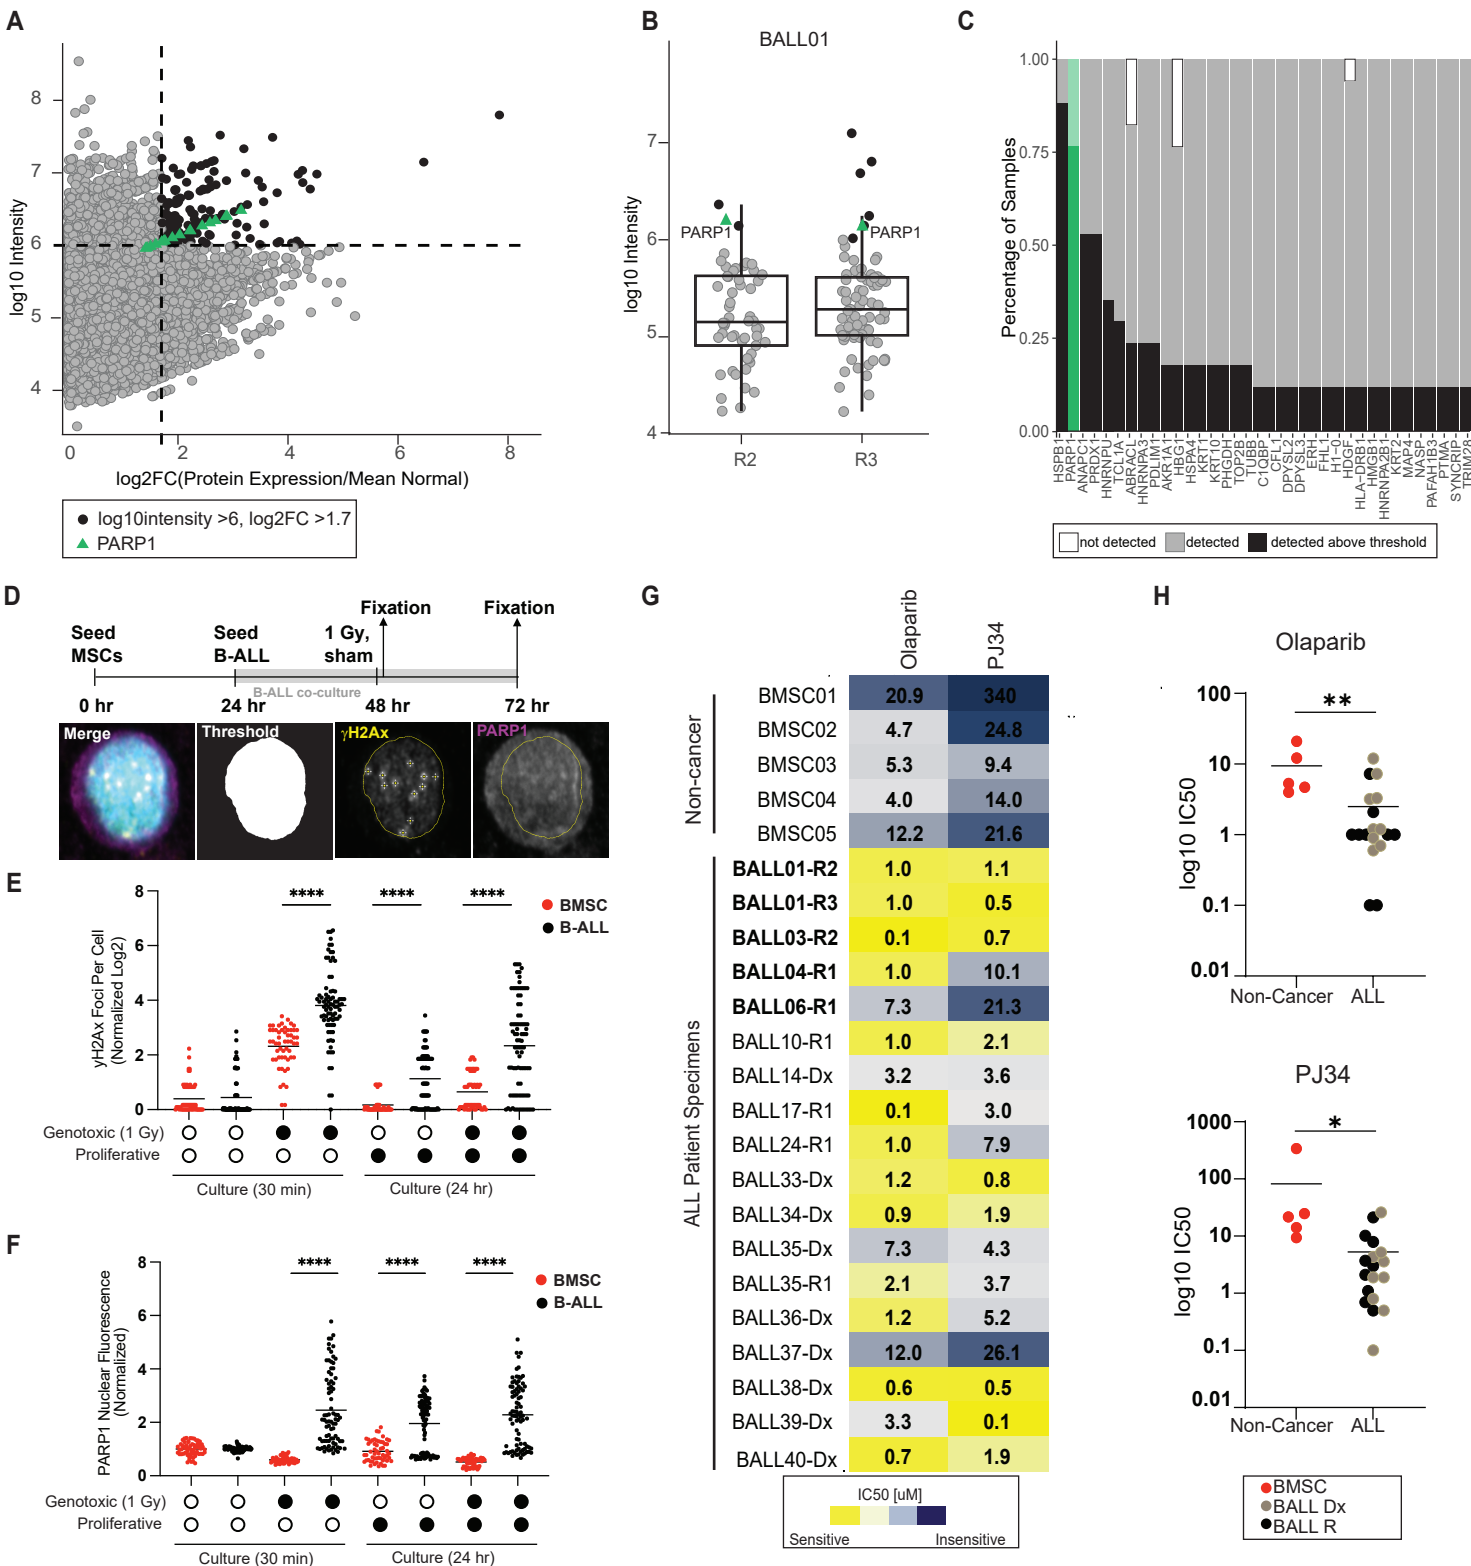 A
8
7
6
5
4
log10 Intensity
0
2
4
6
8
log2FC(Protein Expression/Mean Normal)
log10intensity >6, log2FC >1.7
PARP1
B
BALL01
7
6
5
4
log10 Intensity
PARP1
PARP1
R2
R3
C
1.00
0.75
0.50
0.25
0.00
Percentage of Samples
HSPB1
PARP1
ANAPC1
PRDX1
HNRNPU
TCL1A
ABRACL
HNRNPA3
PDLIM1
AKR1A1
HBG1
HSPA4
KRT1
KRT10
PHGDH
TOP2B
TUBB
C1QBP
CFL1
DPYSL2
DPYSL3
ERH
FHL1
H1-0
HDGF
HLA-DRB1
HMGB1
HNRNPA2B1
KRT2
MAP4
NASP
PAFAH1B3
PTMA
SYNCRIP
TRIM28
not detected
detected
detected above threshold
D
Fixation
Fixation
Seed
MSCs
Seed
B-ALL
1 Gy,
sham
B-ALL co-culture
0 hr
24 hr
48 hr
72 hr
Merge
Threshold
γH2Ax
PARP1
E
8
6
4
2
0
yH2Ax Foci Per Cell
(Normalized Log2)
****
****
****
BMSC
B-ALL
Genotoxic (1 Gy)
Proliferative
Culture (30 min)
Culture (24 hr)
F
8
6
4
2
0
PARP1 Nuclear Fluorescence
(Normalized)
****
****
****
BMSC
B-ALL
Genotoxic (1 Gy)
Proliferative
Culture (30 min)
Culture (24 hr)
G
Olaparib
PJ34
Non-cancer
ALL Patient Specimens
BMSC01 20.9 340
BMSC02 4.7 24.8
BMSC03 5.3 9.4
BMSC04 4.0 14.0
BMSC05 12.2 21.6
BALL01-R2 1.0 1.1
BALL01-R3 1.0 0.5
BALL03-R2 0.1 0.7
BALL04-R1 1.0 10.1
BALL06-R1 7.3 21.3
BALL10-R1 1.0 2.1
BALL14-Dx 3.2 3.6
BALL17-R1 0.1 3.0
BALL24-R1 1.0 7.9
BALL33-Dx 1.2 0.8
BALL34-Dx 0.9 1.9
BALL35-Dx 7.3 4.3
BALL35-R1 2.1 3.7
BALL36-Dx 1.2 5.2
BALL37-Dx 12.0 26.1
BALL38-Dx 0.6 0.5
BALL39-Dx 3.3 0.1
BALL40-Dx 0.7 1.9
IC50 [uM]
Sensitive
Insensitive
H
Olaparib
100
10
1
0.1
0.01
log10 IC50
**
Non-Cancer
ALL
PJ34
1000
100
10
1
0.1
0.01
log10 IC50
*
Non-Cancer
ALL
BMSC
BALL Dx
BALL R